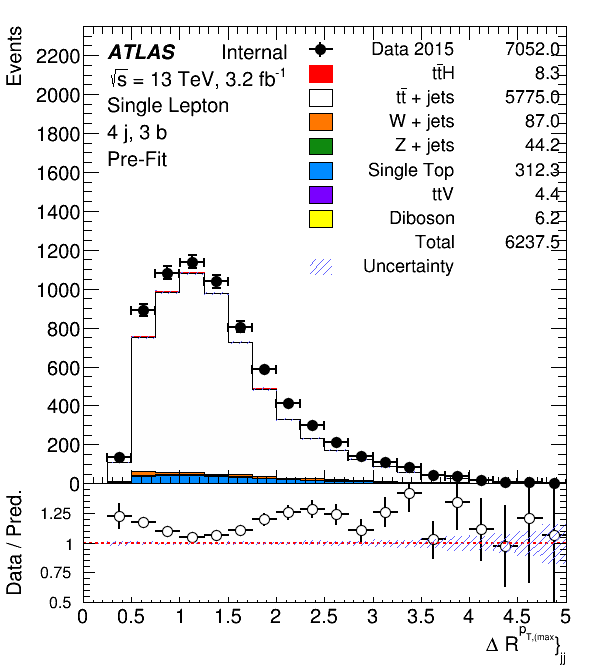 Events
2200
2000
1800
1600
1400
1200
1000
800
600
400
200
0
ATLAS Internal
√s = 13 TeV, 3.2 fb⁻¹
Single Lepton
4 j, 3 b
Pre-Fit
Data 2015 7052.0
tt̄H 8.3
tt̄ + jets 5775.0
W + jets 87.0
Z + jets 44.2
Single Top 312.3
ttV 4.4
Diboson 6.2
Total 6237.5
Uncertainty
Data / Pred.
1.25
1
0.75
0.5
0 0.5 1 1.5 2 2.5 3 3.5 4 4.5 5
Δ R^{p_{T,(max}}}_{jj}